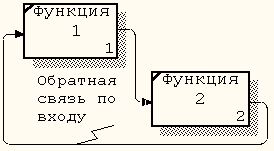 Функция
1
1
Обратная
связь по
входу
Функция
2
2